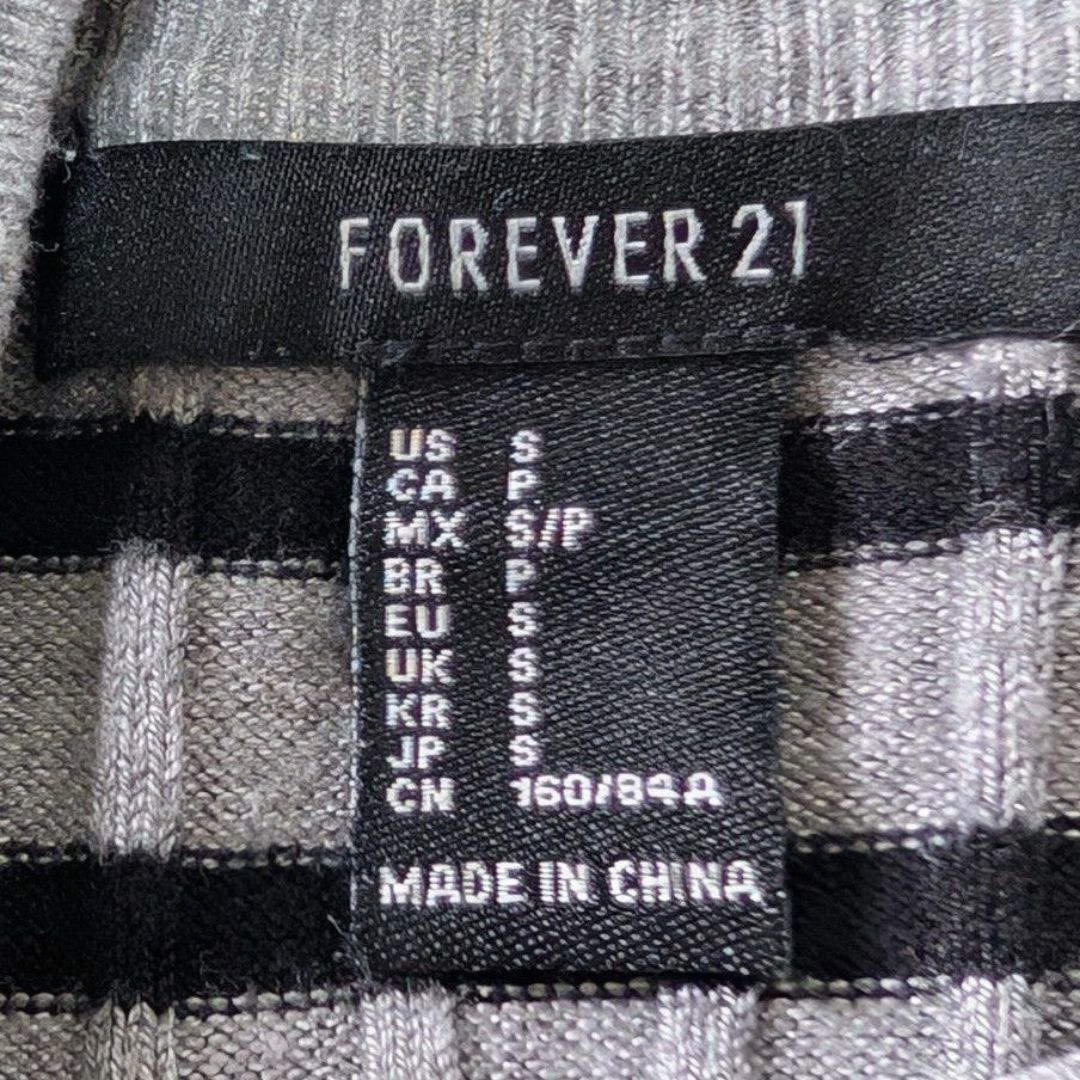 FOREVER 21
US S
CA P
MX S/P
BR P
EU S
UK S
KR S
JP S
CN 160/84A
MADE IN CHINA